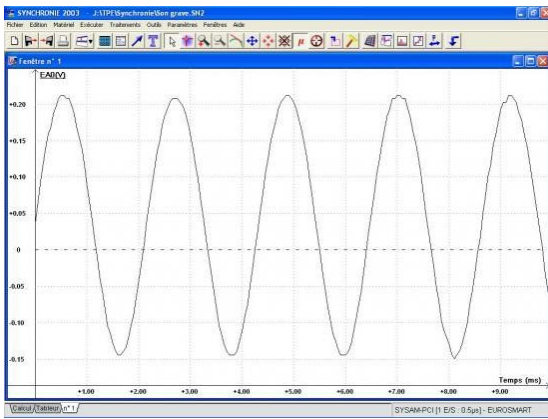 SYNCHRONIE 2003 - J:\TPE\Synchronie\Son grave.SN2
Fichier Edition Matériel Exécuter Traitements Outils Paramètres Fenêtres Aide
Fenêtre n° 1
EA0(V)
+0.20
+0.15
+0.10
+0.05
0
-0.05
-0.10
-0.15
Temps (ms)
+1.00 +2.00 +3.00 +4.00 +5.00 +6.00 +7.00 +8.00 +9.00
Calcul Tableur n° 1
SYSAM-PCI [1 E/S : 0.5µs] - EUROSMART